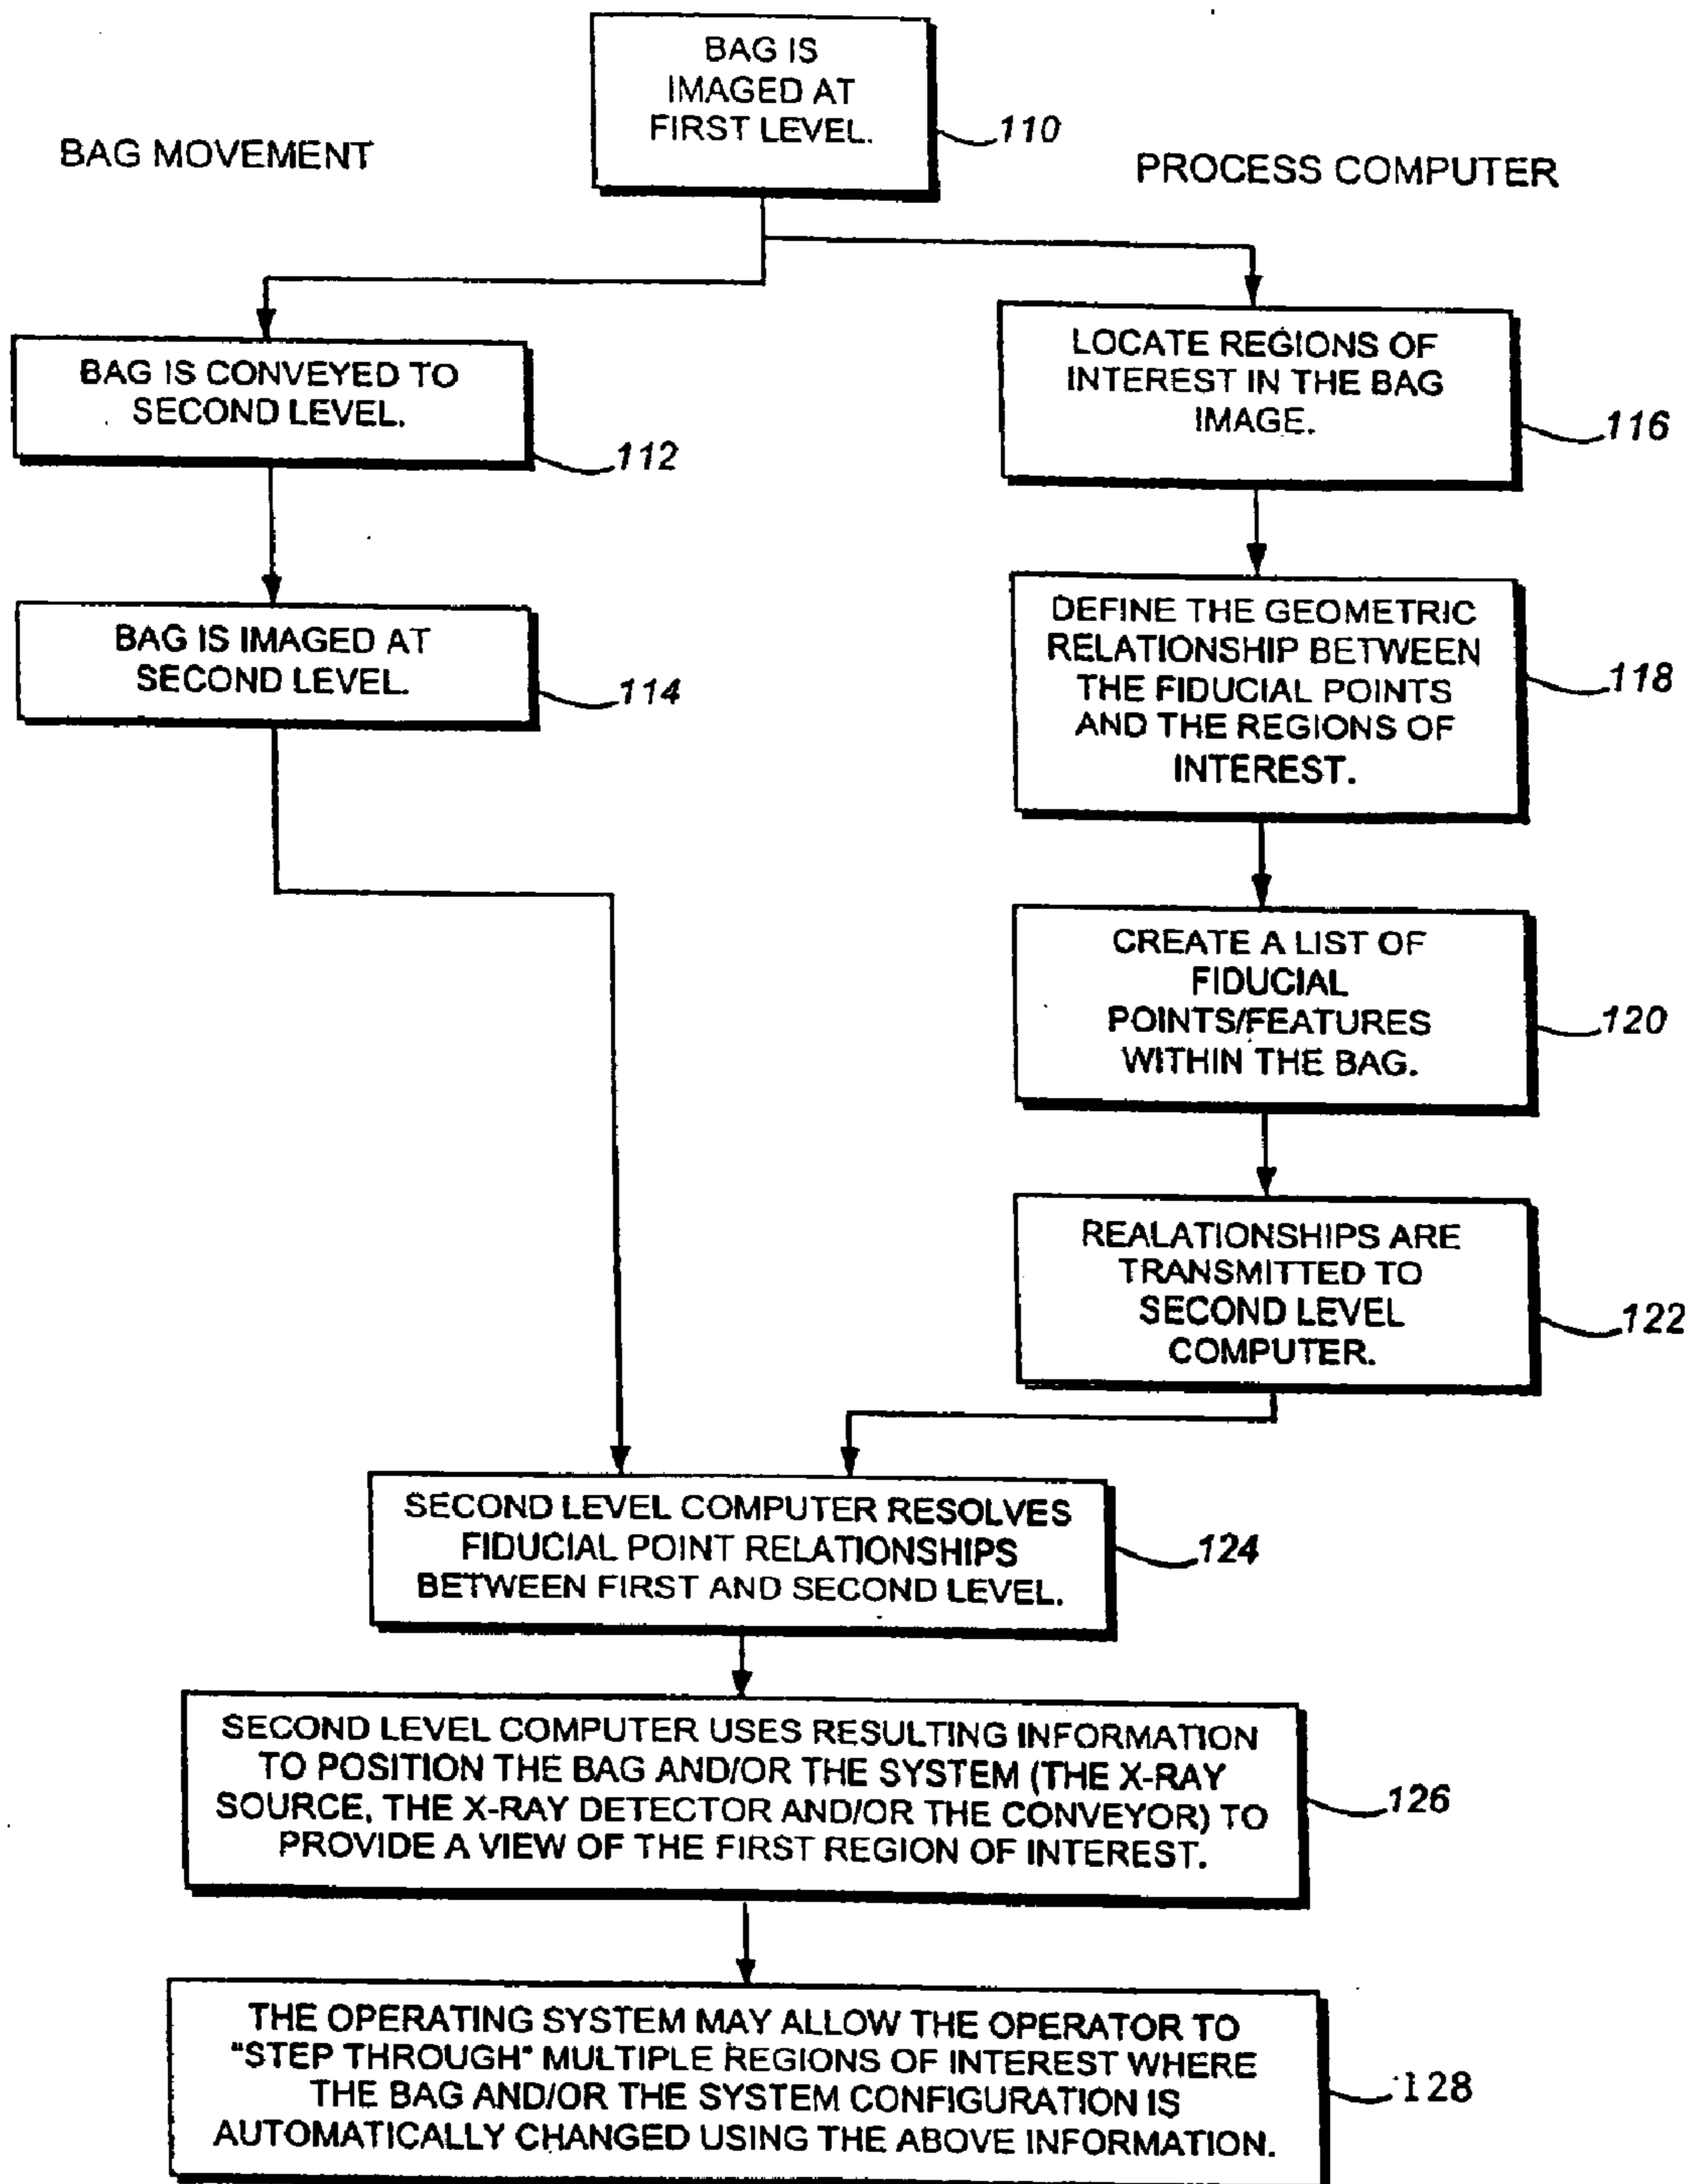 BAG IS
IMAGED AT
FIRST LEVEL.
110
BAG MOVEMENT
PROCESS COMPUTER
BAG IS CONVEYED TO
SECOND LEVEL.
112
BAG IS IMAGED AT
SECOND LEVEL.
114
LOCATE REGIONS OF
INTEREST IN THE BAG
IMAGE.
116
DEFINE THE GEOMETRIC
RELATIONSHIP BETWEEN
THE FIDUCIAL POINTS
AND THE REGIONS OF
INTEREST.
118
CREATE A LIST OF
FIDUCIAL
POINTS/FEATURES
WITHIN THE BAG.
120
REALATIONSHIPS ARE
TRANSMITTED TO
SECOND LEVEL
COMPUTER.
122
SECOND LEVEL COMPUTER RESOLVES
FIDUCIAL POINT RELATIONSHIPS
BETWEEN FIRST AND SECOND LEVEL.
124
SECOND LEVEL COMPUTER USES RESULTING INFORMATION
TO POSITION THE BAG AND/OR THE SYSTEM (THE X-RAY
SOURCE, THE X-RAY DETECTOR AND/OR THE CONVEYOR) TO
PROVIDE A VIEW OF THE FIRST REGION OF INTEREST.
126
THE OPERATING SYSTEM MAY ALLOW THE OPERATOR TO
"STEP THROUGH" MULTIPLE REGIONS OF INTEREST WHERE
THE BAG AND/OR THE SYSTEM CONFIGURATION IS
AUTOMATICALLY CHANGED USING THE ABOVE INFORMATION.
128